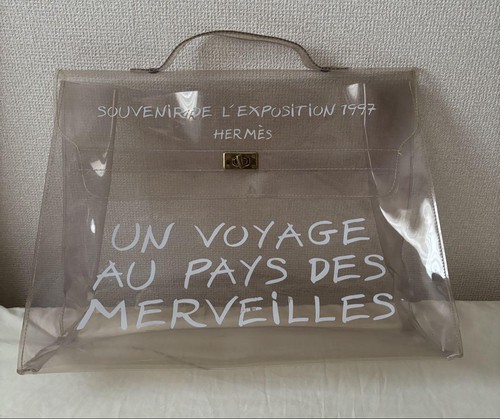 SOUVENIR DE L'EXPOSITION 1997
HERMÈS
UN VOYAGE
AU PAYS DES
MERVEILLES